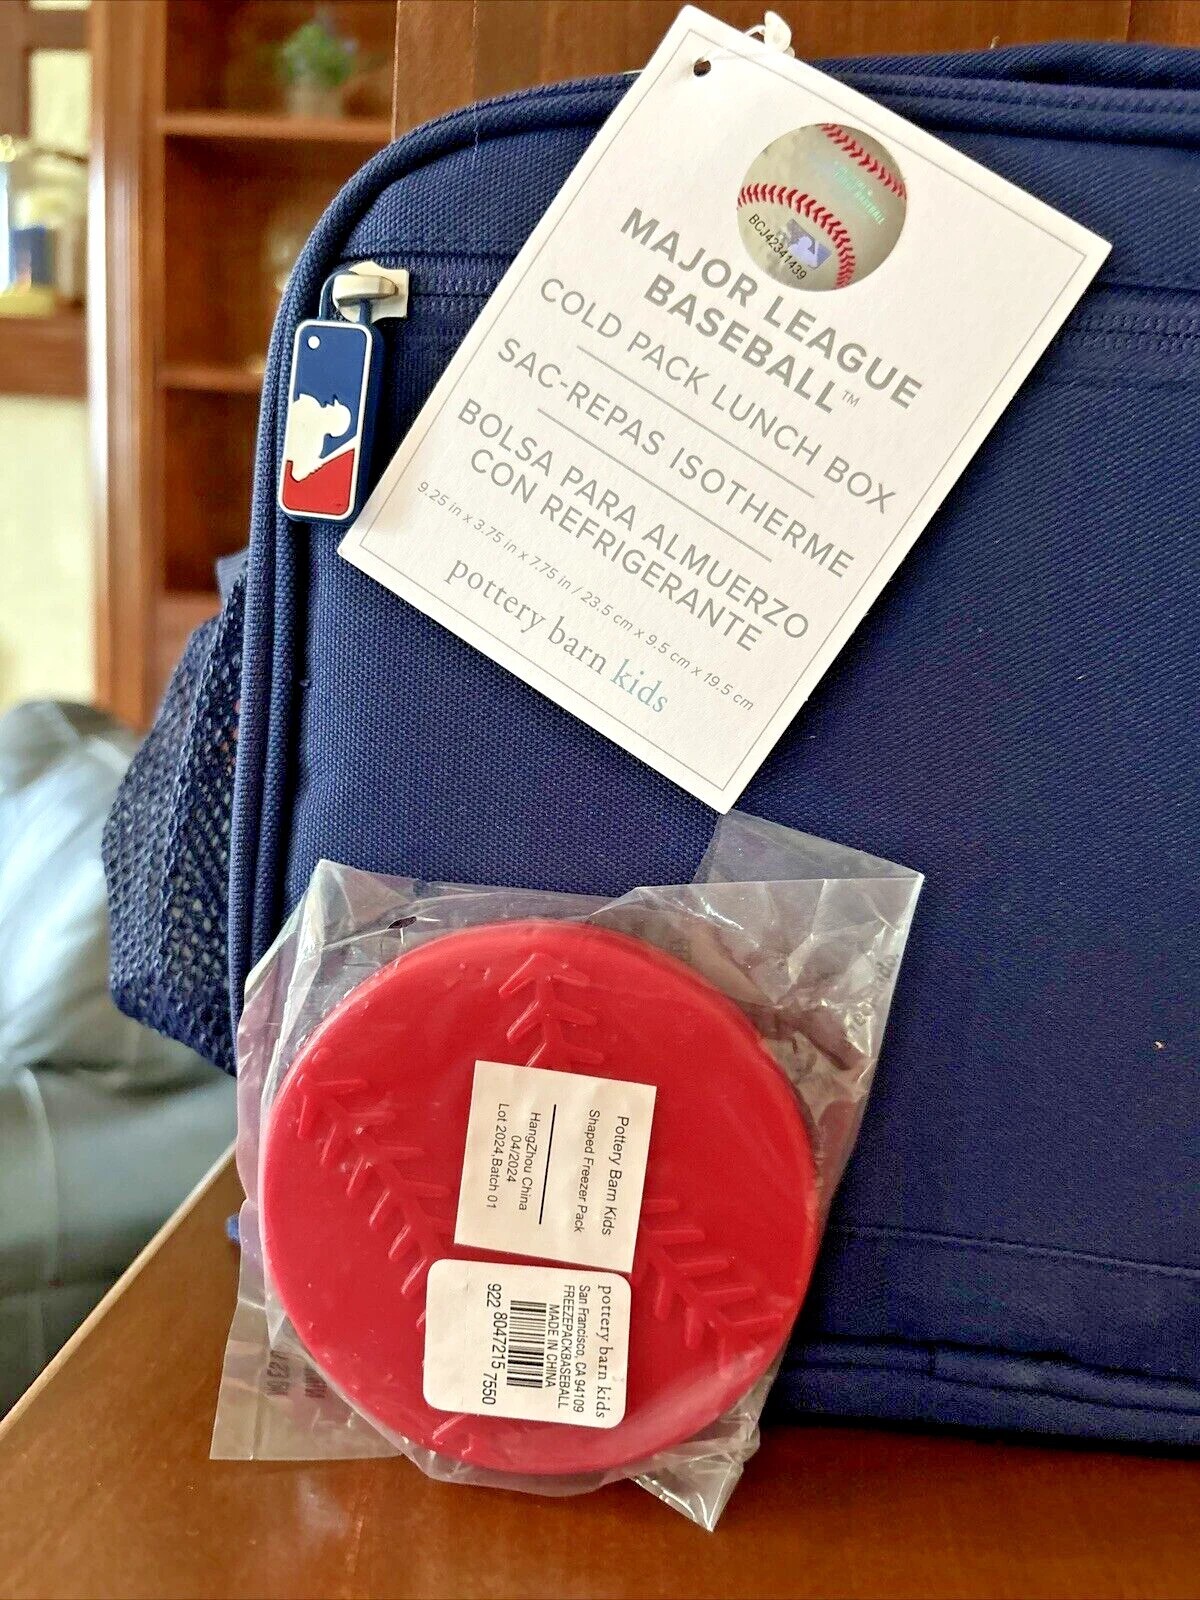 BCJ42341439
MAJOR LEAGUE
BASEBALL™
COLD PACK LUNCH BOX
SAC-REPAS ISOTHERME
BOLSA PARA ALMUERZO
CON REFRIGERANTE
9.25 in x 3.75 in x 7.75 in / 23.5 cm x 9.5 cm x 19.5 cm
pottery barn kids
Pottery Barn Kids
Shaped Freezer Pack
HangZhou China
04/2024
Lot 2024,Batch 01
pottery barn kids
San Francisco, CA 94109
FREEZEPACKBASEBALL
MADE IN CHINA
922 8047215 7550